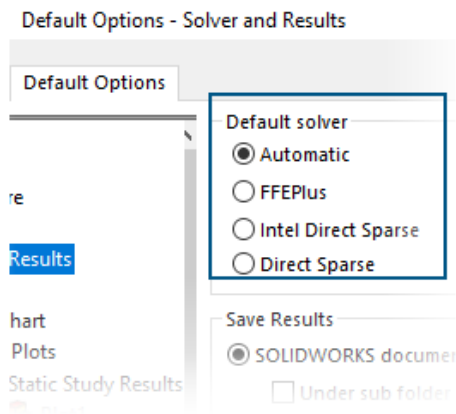 Default Options - Solver and Results
Default Options
Default solver
Automatic
FFEPlus
re
Intel Direct Sparse
Results
Direct Sparse
hart
Save Results
Plots
SOLIDWORKS documen
Static Study Results
Under sub folder
Plot1